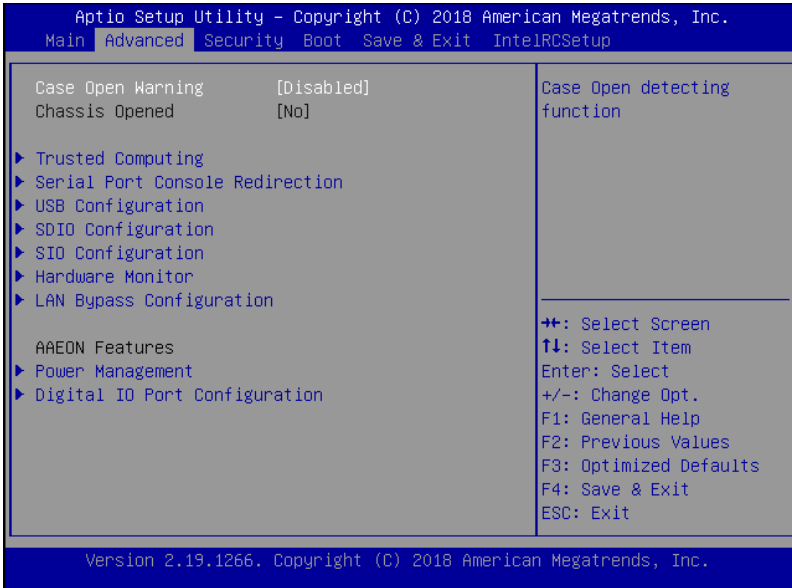 Aptio Setup Utility – Copyright (C) 2018 American Megatrends, Inc.
Main Advanced Security Boot Save & Exit IntelRCSetup
Case Open Warning [Disabled]
Chassis Opened [No]
Trusted Computing
Serial Port Console Redirection
USB Configuration
SDIO Configuration
SIO Configuration
Hardware Monitor
LAN Bypass Configuration
AAEON Features
Power Management
Digital IO Port Configuration
Case Open detecting
function
→←: Select Screen
↑↓: Select Item
Enter: Select
+/-: Change Opt.
F1: General Help
F2: Previous Values
F3: Optimized Defaults
F4: Save & Exit
ESC: Exit
Version 2.19.1266. Copyright (C) 2018 American Megatrends, Inc.